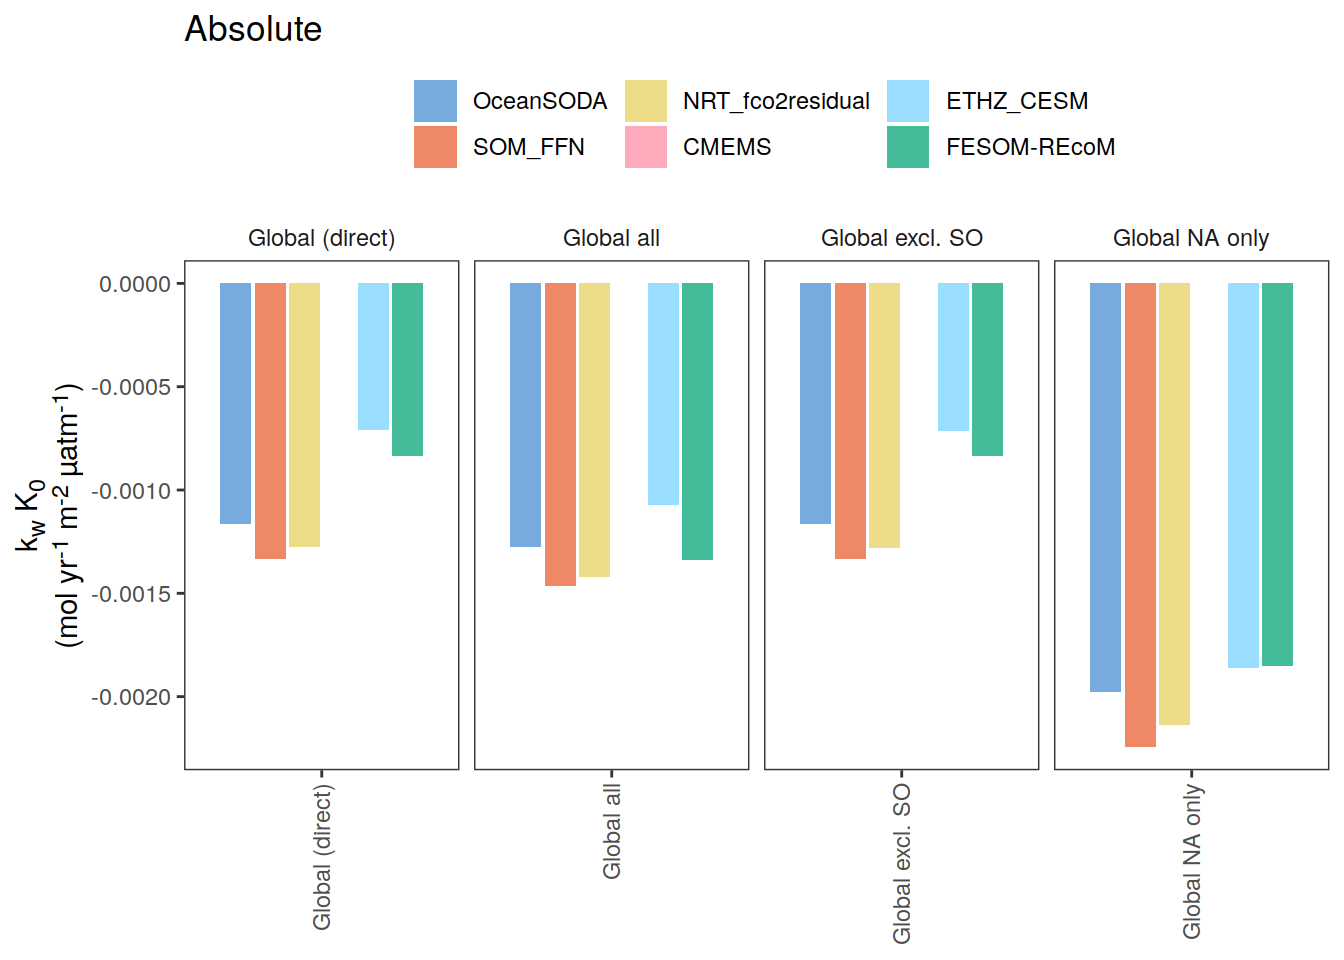 Absolute
OceanSODA
NRT_fco2residual
ETHZ_CESM
SOM_FFN
CMEMS
FESOM-REcoM
Global (direct)
Global all
Global excl. SO
Global NA only
0.0000
-0.0005
-0.0010
-0.0015
-0.0020
k_w K_0
(mol yr^-1 m^-2 µatm^-1)
Global (direct)
Global all
Global excl. SO
Global NA only